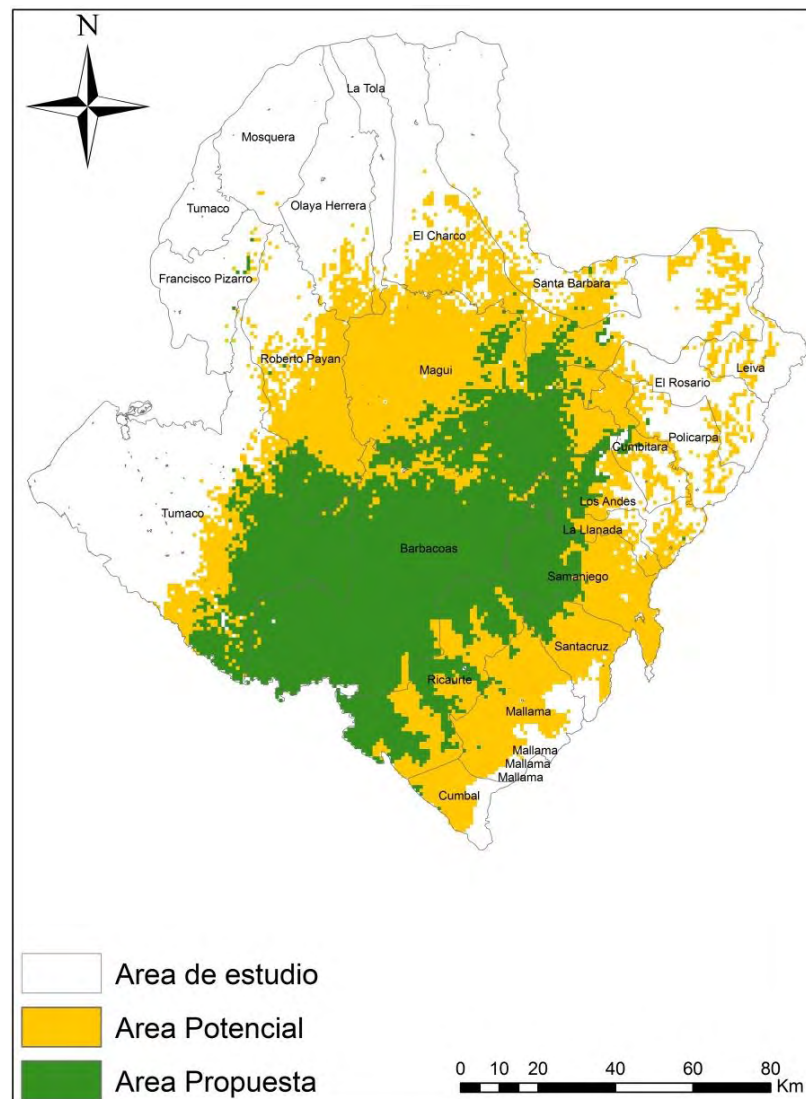 N
La Tola
Mosquera
Tumaco
Olaya Herrera
El Charco
Francisco Pizarro
Santa Barbara
Roberto Payan
Magui
Leiva
El Rosario
Policarpa
Cumbitara
Los Andes
Tumaco
La Llanada
Barbacoas
Samaniego
Santacruz
Ricaurte
Mallama
Mallama
Mallama
Mallama
Cumbal
Area de estudio
Area Potencial
Area Propuesta
0 10 20 40 60 80
Km